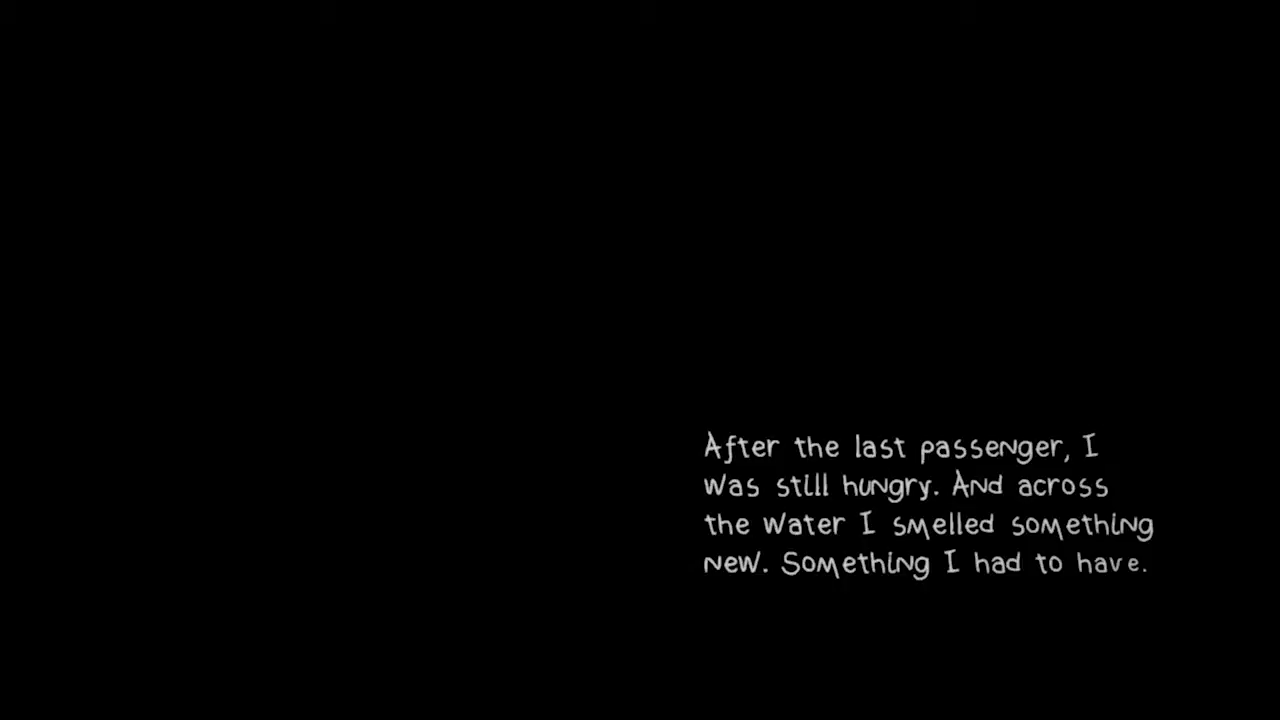 After the last passenger, I
was still hungry. And across
the water I smelled something
new. Something I had to have.